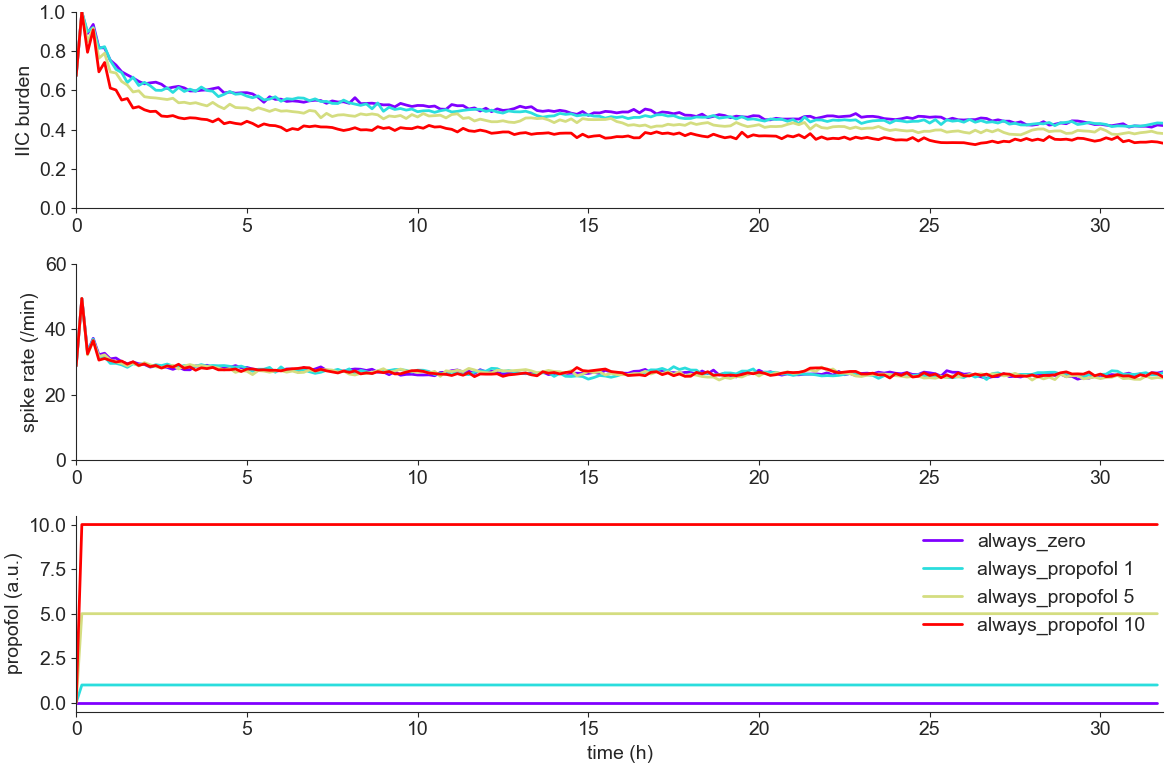 1.0
0.8
0.6
0.4
0.2
0.0
IIC burden
0 5 10 15 20 25 30
60
40
20
0
spike rate (/min)
0 5 10 15 20 25 30
10.0
7.5
5.0
2.5
0.0
propofol (a.u.)
always_zero
always_propofol 1
always_propofol 5
always_propofol 10
0 5 10 15 20 25 30
time (h)